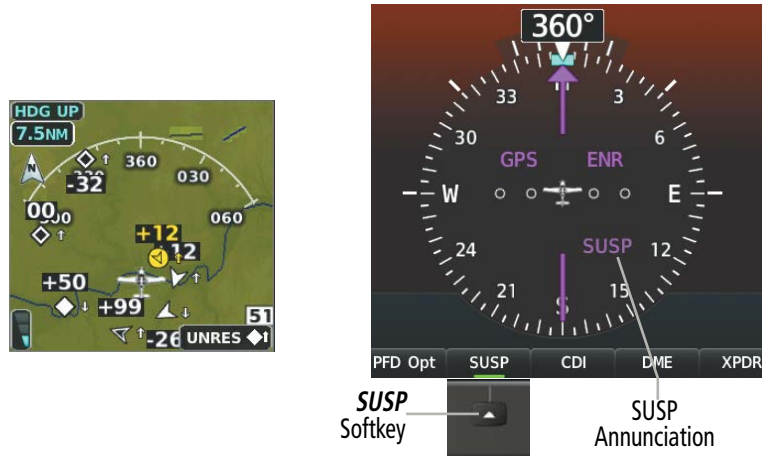 HDG UP
7.5NM
N
360
030
-32
00
060
+12
12
+50
+99
-26
51
UNRES
360°
33
3
30
6
GPS
ENR
W
E
SUSP
24
12
21
15
S
PFD Opt
SUSP
CDI
DME
XPDR
SUSP
Softkey
SUSP
Annunciation